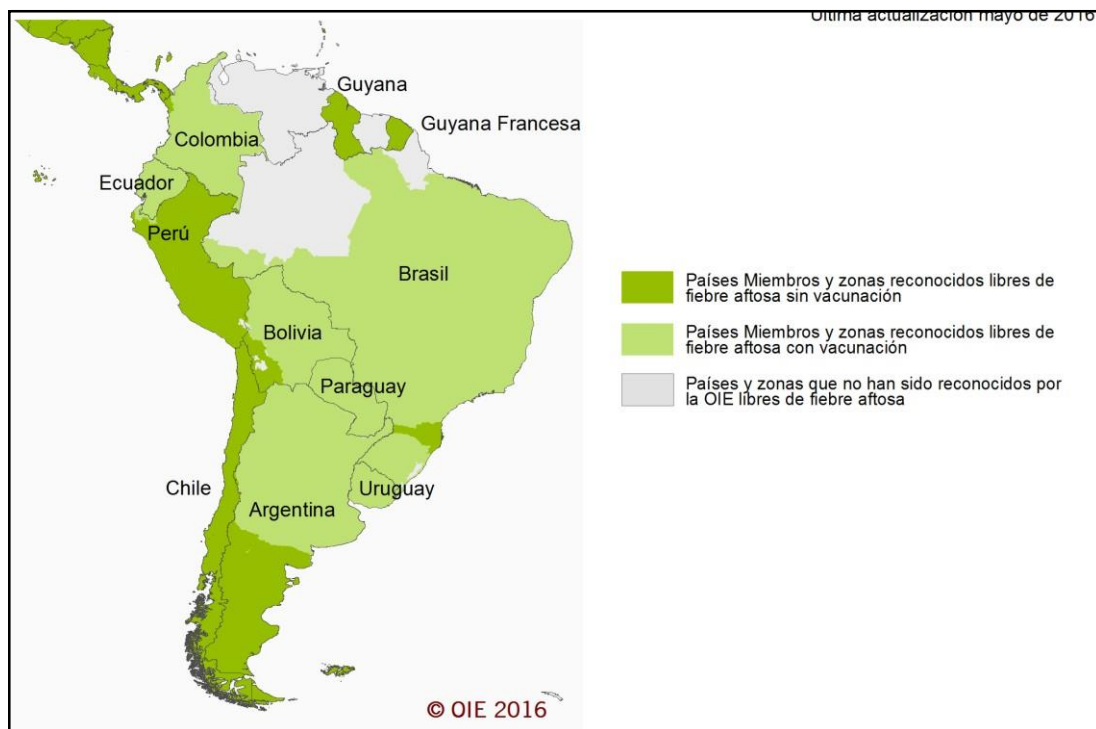 Última actualización mayo de 2016
Guyana
Guyana Francesa
Colombia
Ecuador
Perú
Brasil
Bolivia
Paraguay
Chile
Uruguay
Argentina
Países Miembros y zonas reconocidos libres de
fiebre aftosa sin vacunación
Países Miembros y zonas reconocidos libres de
fiebre aftosa con vacunación
Países y zonas que no han sido reconocidos por
la OIE libres de fiebre aftosa
© OIE 2016